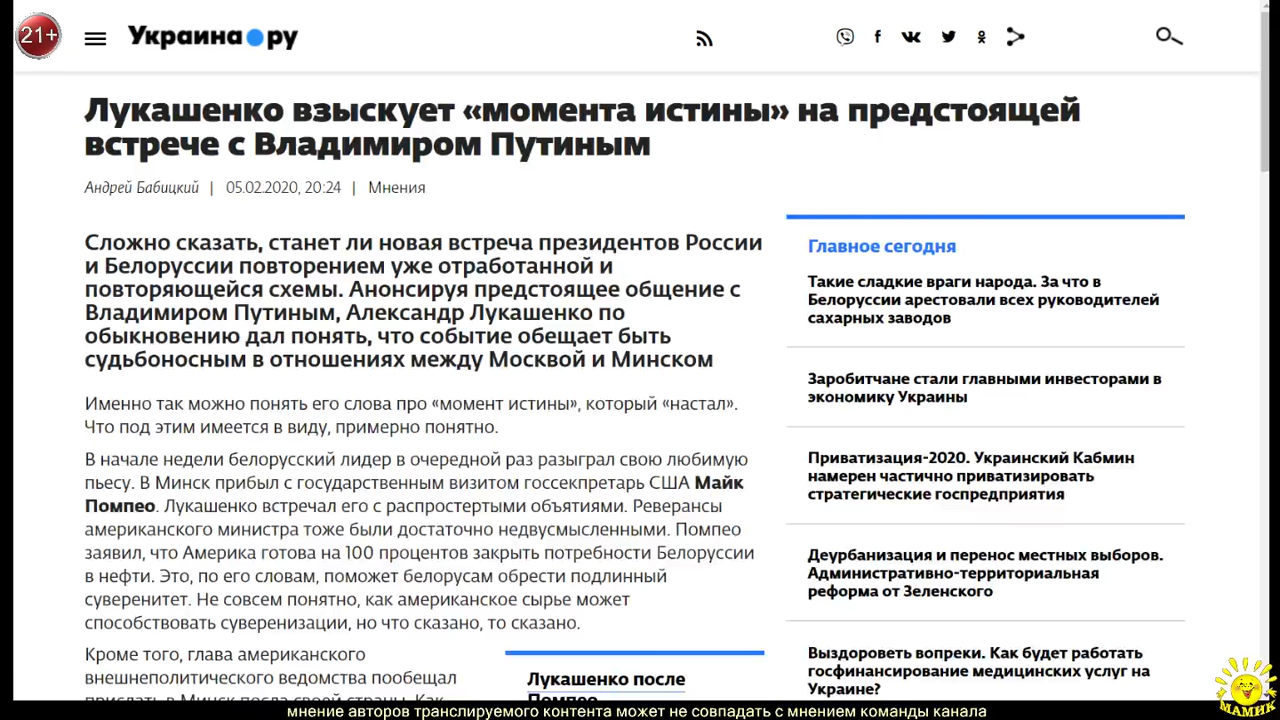 21+
Украина ру
Лукашенко взыскует «момента истины» на предстоящей
встрече с Владимиром Путиным
Андрей Бабицкий | 05.02.2020, 20:24 | Мнения
Сложно сказать, станет ли новая встреча президентов России
и Белоруссии повторением уже отработанной и
повторяющейся схемы. Анонсируя предстоящее общение с
Владимиром Путиным, Александр Лукашенко по
обыкновению дал понять, что событие обещает быть
судьбоносным в отношениях между Москвой и Минском
Именно так можно понять его слова про «момент истины», который «настал».
Что под этим имеется в виду, примерно понятно.
В начале недели белорусский лидер в очередной раз разыграл свою любимую
пьесу. В Минск прибыл с государственным визитом госсекретарь США Майк
Помпео. Лукашенко встречал его с распростертыми объятиями. Реверансы
американского министра тоже были достаточно недвусмысленными. Помпео
заявил, что Америка готова на 100 процентов закрыть потребности Белоруссии
в нефти. Это, по его словам, поможет белорусам обрести подлинный
суверенитет. Не совсем понятно, как американское сырье может
способствовать суверенизации, но что сказано, то сказано.
Кроме того, глава американского
внешнеполитического ведомства пообещал
прислать в Минск посла своей страны. Как
Лукашенко после
Помпео
Главное сегодня
Такие сладкие враги народа. За что в
Белоруссии арестовали всех руководителей
сахарных заводов
Заробитчане стали главными инвесторами в
экономику Украины
Приватизация-2020. Украинский Кабмин
намерен частично приватизировать
стратегические госпредприятия
Деурбанизация и перенос местных выборов.
Административно-территориальная
реформа от Зеленского
Выздороветь вопреки. Как будет работать
госфинансирование медицинских услуг на
Украине?
МАМИК
мнение авторов транслируемого контента может не совпадать с мнением команды канала